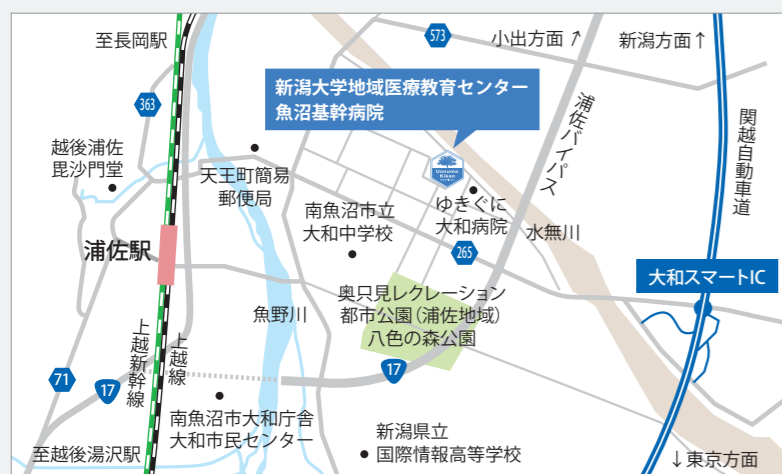 至長岡駅
573
小出方面↑
新潟方面↑
新潟大学地域医療教育センター
魚沼基幹病院
363
浦佐バイパス
関越自動車道
越後浦佐
毘沙門堂
天王町簡易
郵便局
Uonuma
Kikan
ゆきぐに
大和病院
南魚沼市立
大和中学校
水無川
265
浦佐駅
大和スマートIC
奥只見レクレーション
都市公園(浦佐地域)
八色の森公園
魚野川
上越新幹線
上越線
71
17
17
南魚沼市大和庁舎
大和市民センター
新潟県立
国際情報高等学校
至越後湯沢駅
↓東京方面